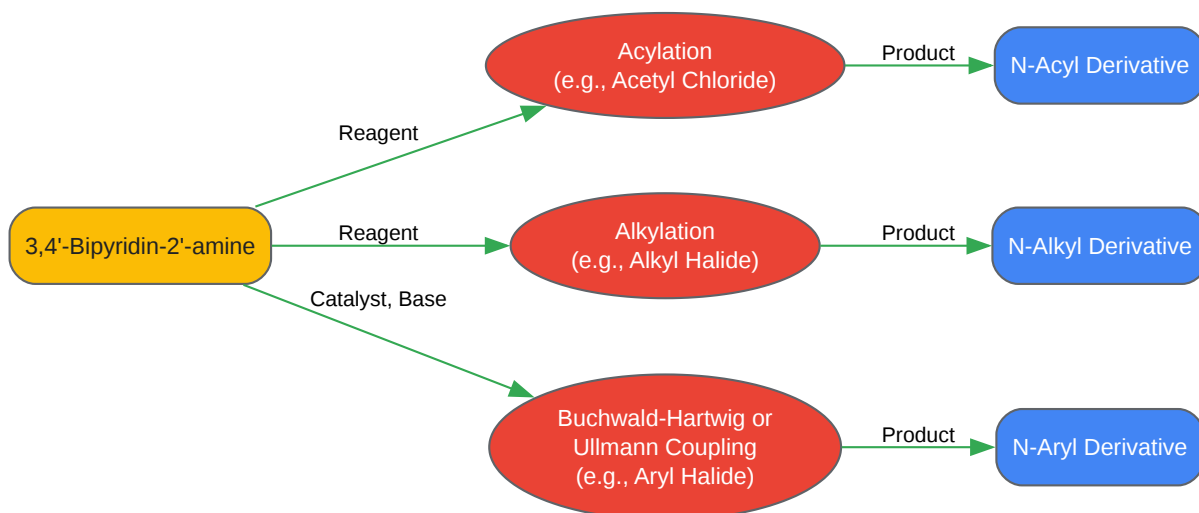 Acylation
(e.g., Acetyl Chloride)
Product
N-Acyl Derivative
Reagent
3,4'-Bipyridin-2'-amine
Reagent
Alkylation
(e.g., Alkyl Halide)
Product
N-Alkyl Derivative
Catalyst, Base
Buchwald-Hartwig or
Ullmann Coupling
(e.g., Aryl Halide)
Product
N-Aryl Derivative